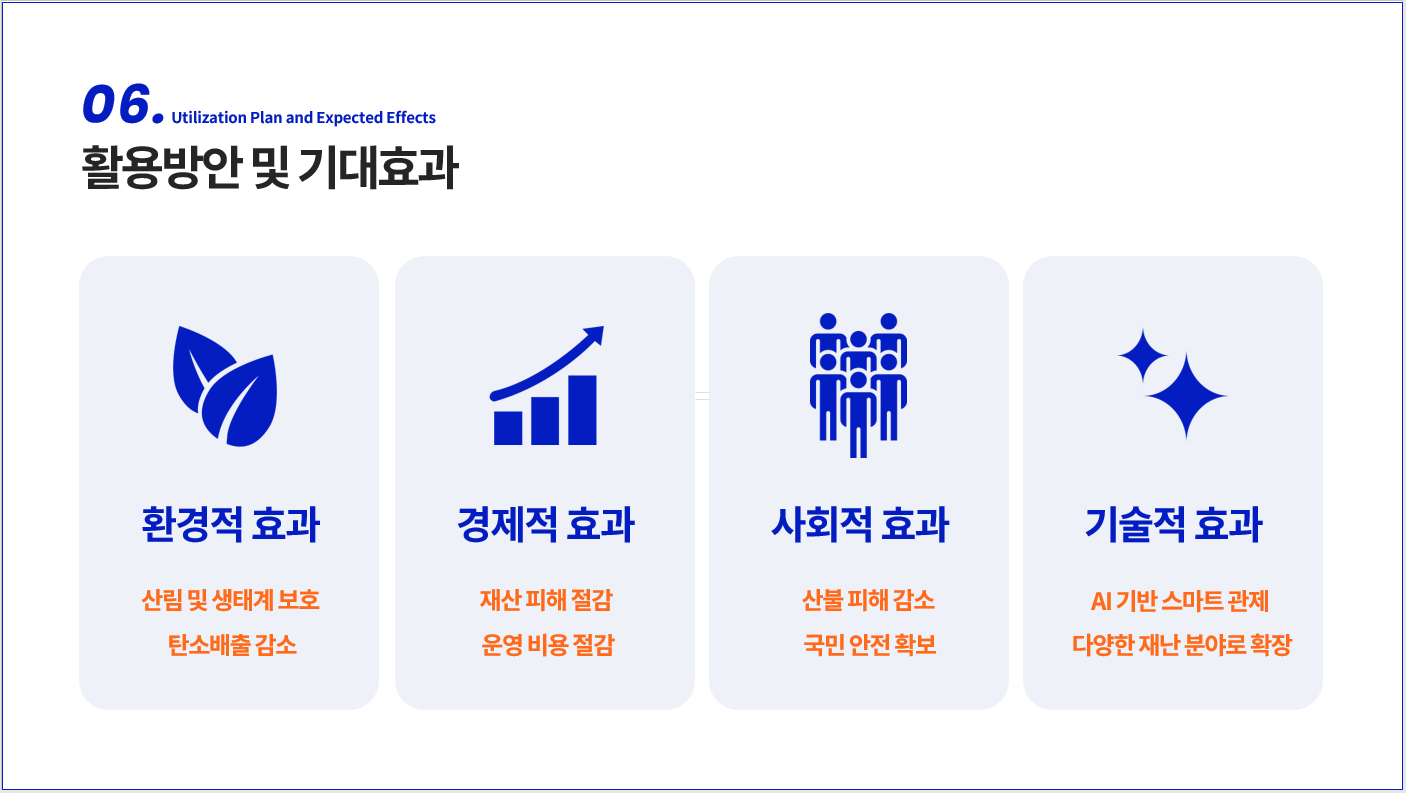 06. Utilization Plan and Expected Effects
활용방안 및 기대효과
환경적 효과
산림 및 생태계 보호
탄소배출 감소
경제적 효과
재산 피해 절감
운영 비용 절감
사회적 효과
산불 피해 감소
국민 안전 확보
기술적 효과
AI 기반 스마트 관제
다양한 재난 분야로 확장